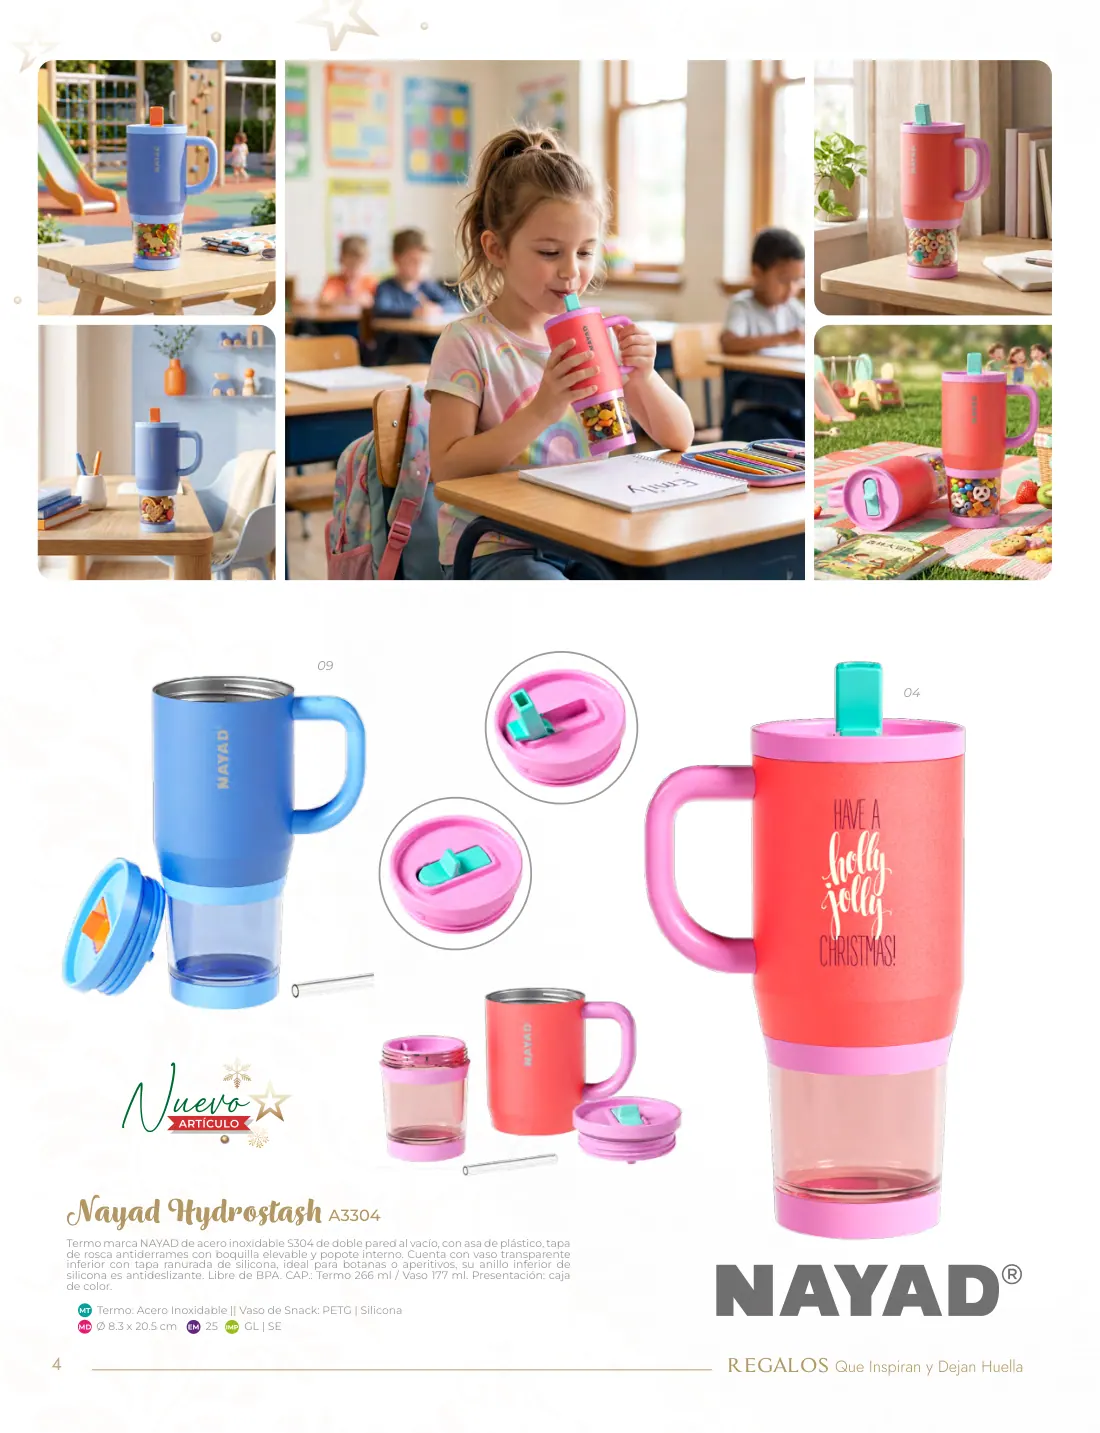 NAYAD
NAYAD
NAYAD
Emily
09
NAYAD
04
HAVE A
holly
jolly
CHRISTMAS!
NAYAD
Nuevo
ARTÍCULO
Nayad Hydrostash A3304
Termo marca NAYAD de acero inoxidable S304 de doble pared al vacío, con asa de plástico, tapa
de rosca antiderrames con boquilla elevable y popote interno. Cuenta con vaso transparente
inferior con tapa ranurada de silicona, ideal para botanas o aperitivos, su anillo inferior de
silicona es antideslizante. Libre de BPA. CAP.: Termo 266 ml / Vaso 177 ml. Presentación: caja
de color.
MT Termo: Acero Inoxidable || Vaso de Snack: PETG | Silicona
MD Ø 8.3 x 20.5 cm EM 25 IMP GL | SE
NAYAD®
4
REGALOS Que Inspiran y Dejan Huella